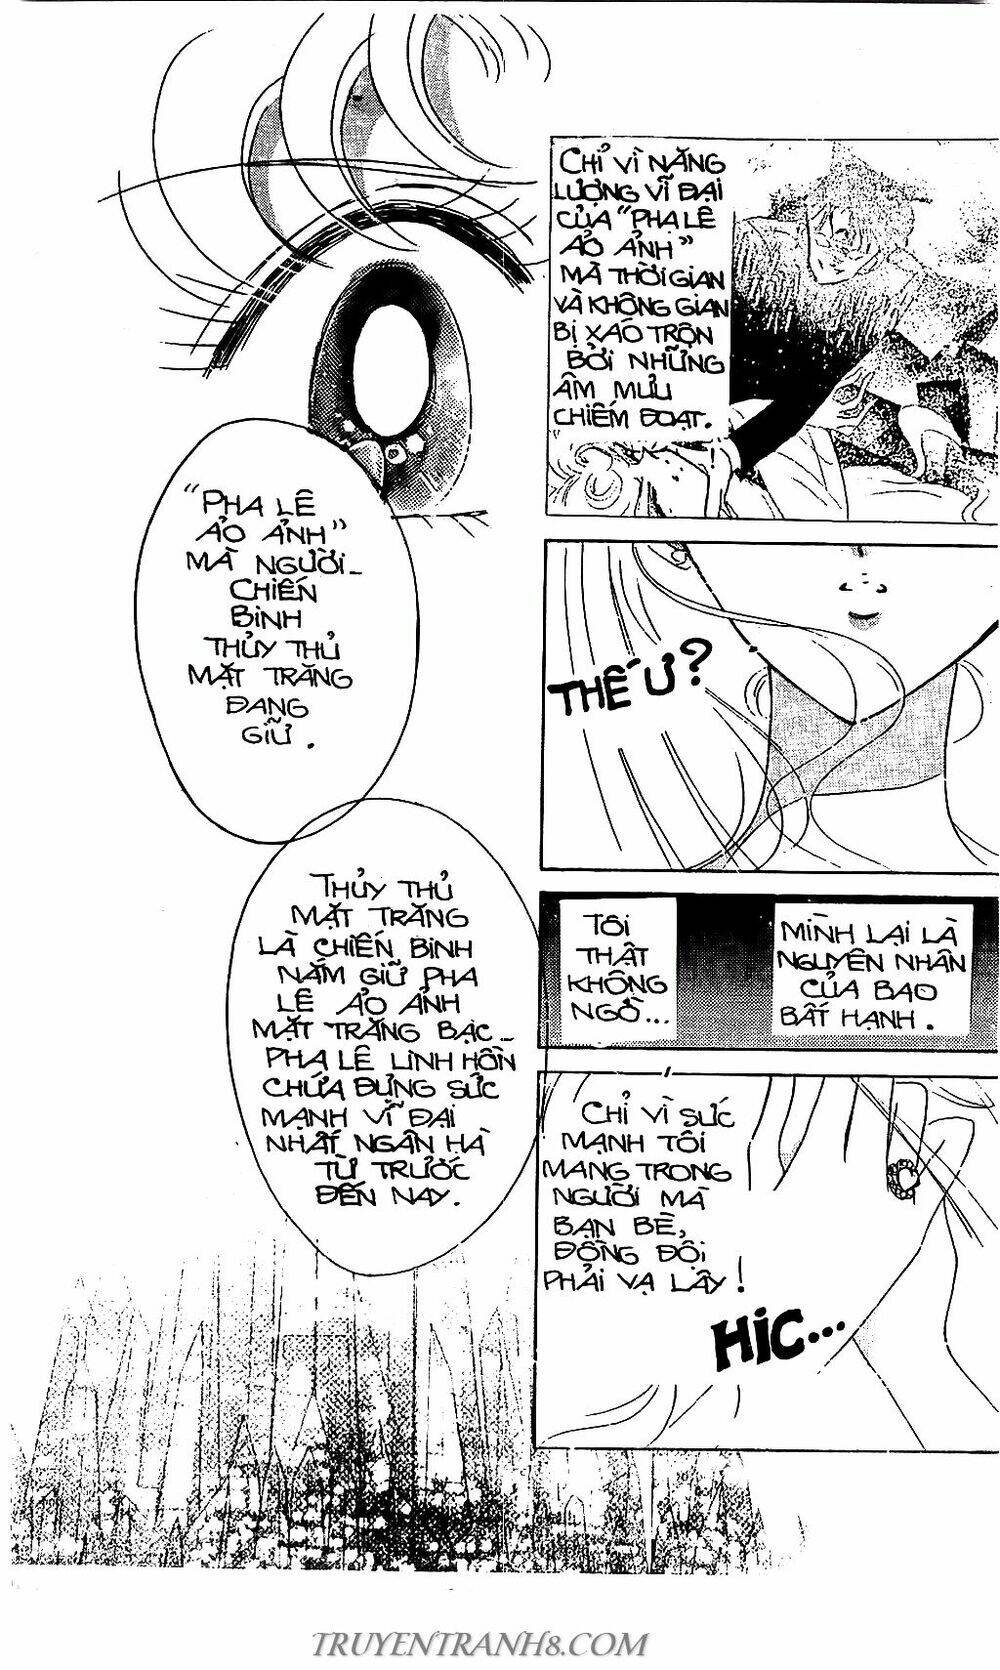 CHỈ VÌ NĂNG
LƯỢNG VĨ ĐẠI
CỦA "PHA LÊ
ẢO ẢNH"
MÀ THỜI GIAN
VÀ KHÔNG GIAN
BỊ XÁO TRỘN
BỞI NHỮNG
ÂM MƯU
CHIẾM ĐOẠT.
!
THẾ Ư?
TÔI
THẬT
KHÔNG
NGỜ...
MÌNH LẠI LÀ
NGUYÊN NHÂN
CỦA BAO
BẤT HẠNH.
CHỈ VÌ SỨC
MẠNH TÔI
MANG TRONG
NGƯỜI MÀ
BẠN BÈ,
ĐỒNG ĐỘI
PHẢI VẠ LÂY!
HIC...
"PHA LÊ
ẢO ẢNH"
MÀ NGƯỜI_
CHIẾN
BINH
THỦY THỦ
MẶT TRĂNG
ĐANG
GIỮ.
THỦY THỦ
MẶT TRĂNG
LÀ CHIẾN BINH
NẮM GIỮ PHA
LÊ ẢO ẢNH
MẶT TRĂNG BẠC_
PHA LÊ LINH HỒN
CHỨA ĐỰNG SỨC
MẠNH VĨ ĐẠI
NHẤT NGÂN HÀ
TỪ TRƯỚC
ĐẾN NAY.
TRUYENTRANH8.COM